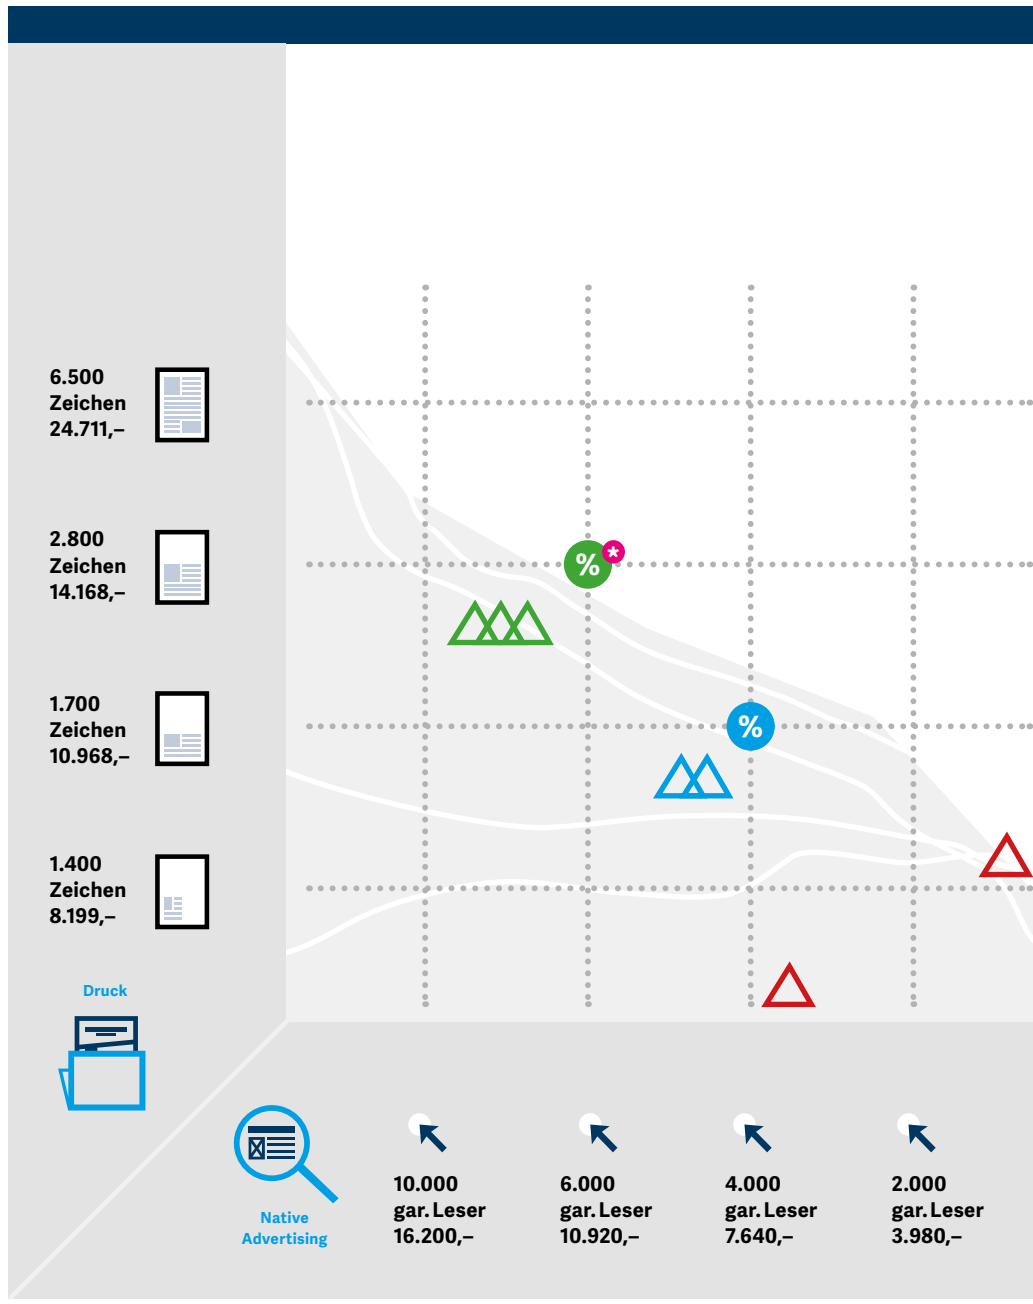 6.500
Zeichen
24.711,–
2.800
Zeichen
14.168,–
%*
1.700
Zeichen
10.968,–
%
1.400
Zeichen
8.199,–
Druck
Native
Advertising
10.000
gar. Leser
16.200,–
6.000
gar. Leser
10.920,–
4.000
gar. Leser
7.640,–
2.000
gar. Leser
3.980,–